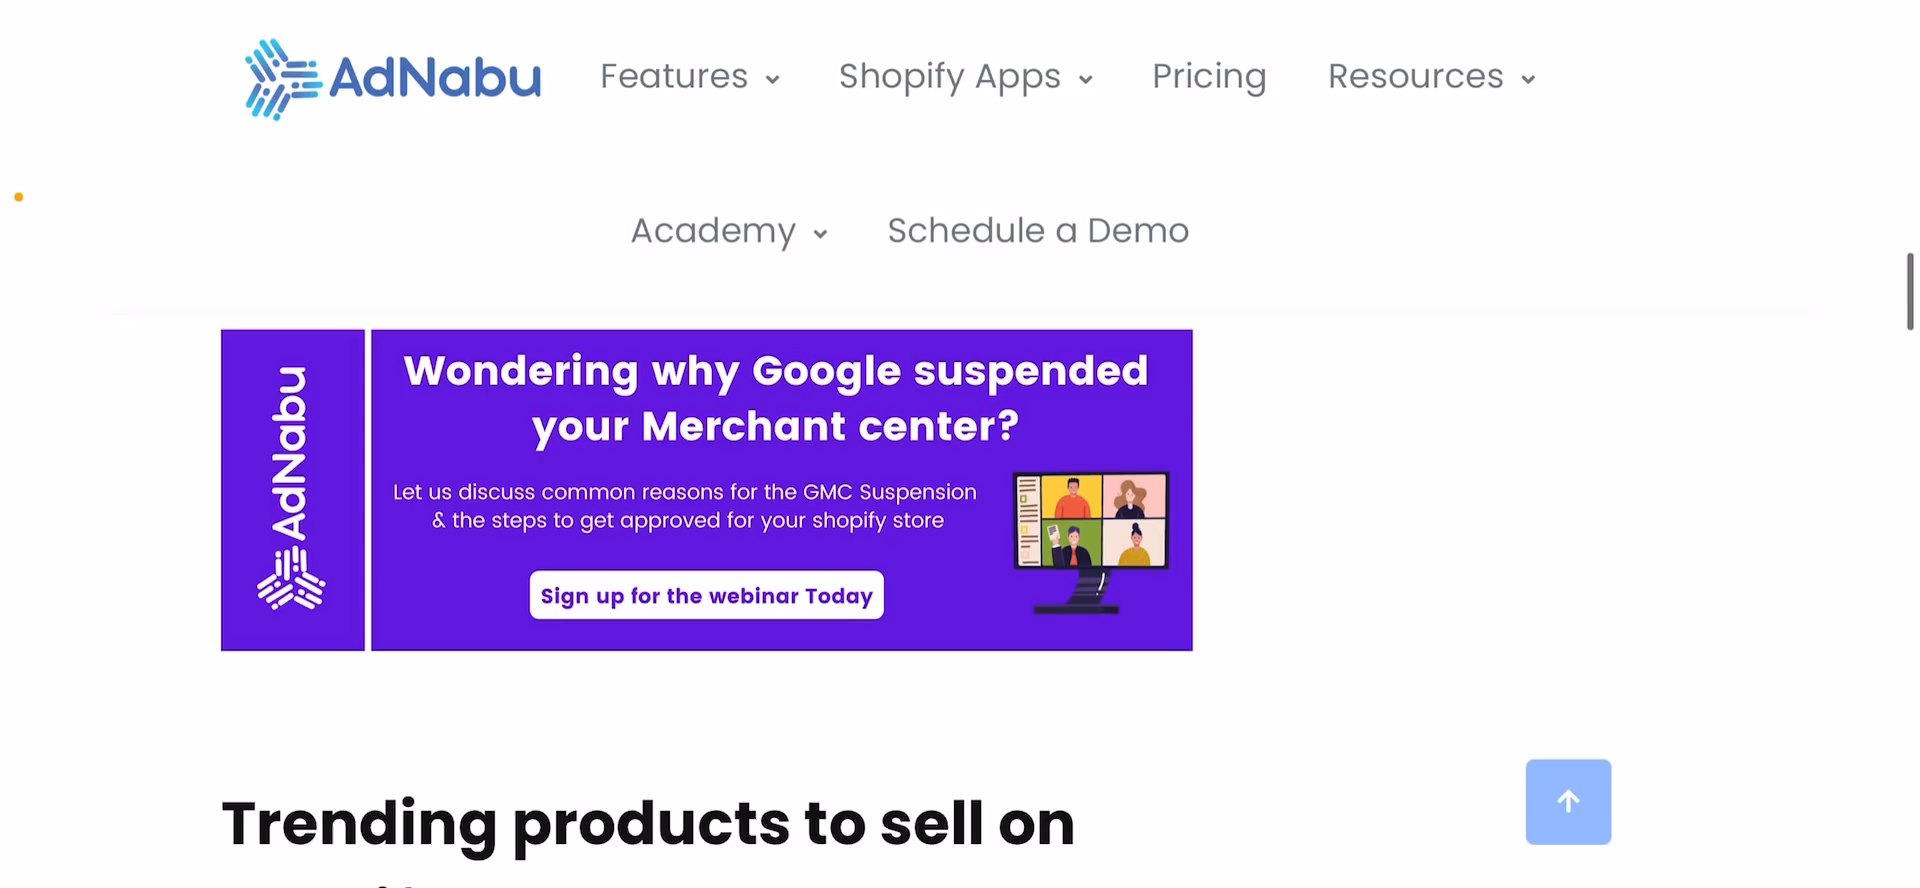 AdNabu
Features
Shopify Apps
Pricing
Resources
Academy
Schedule a Demo
AdNabu
Wondering why Google suspended
your Merchant center?
Let us discuss common reasons for the GMC Suspension
& the steps to get approved for your shopify store
Sign up for the webinar Today
Trending products to sell on